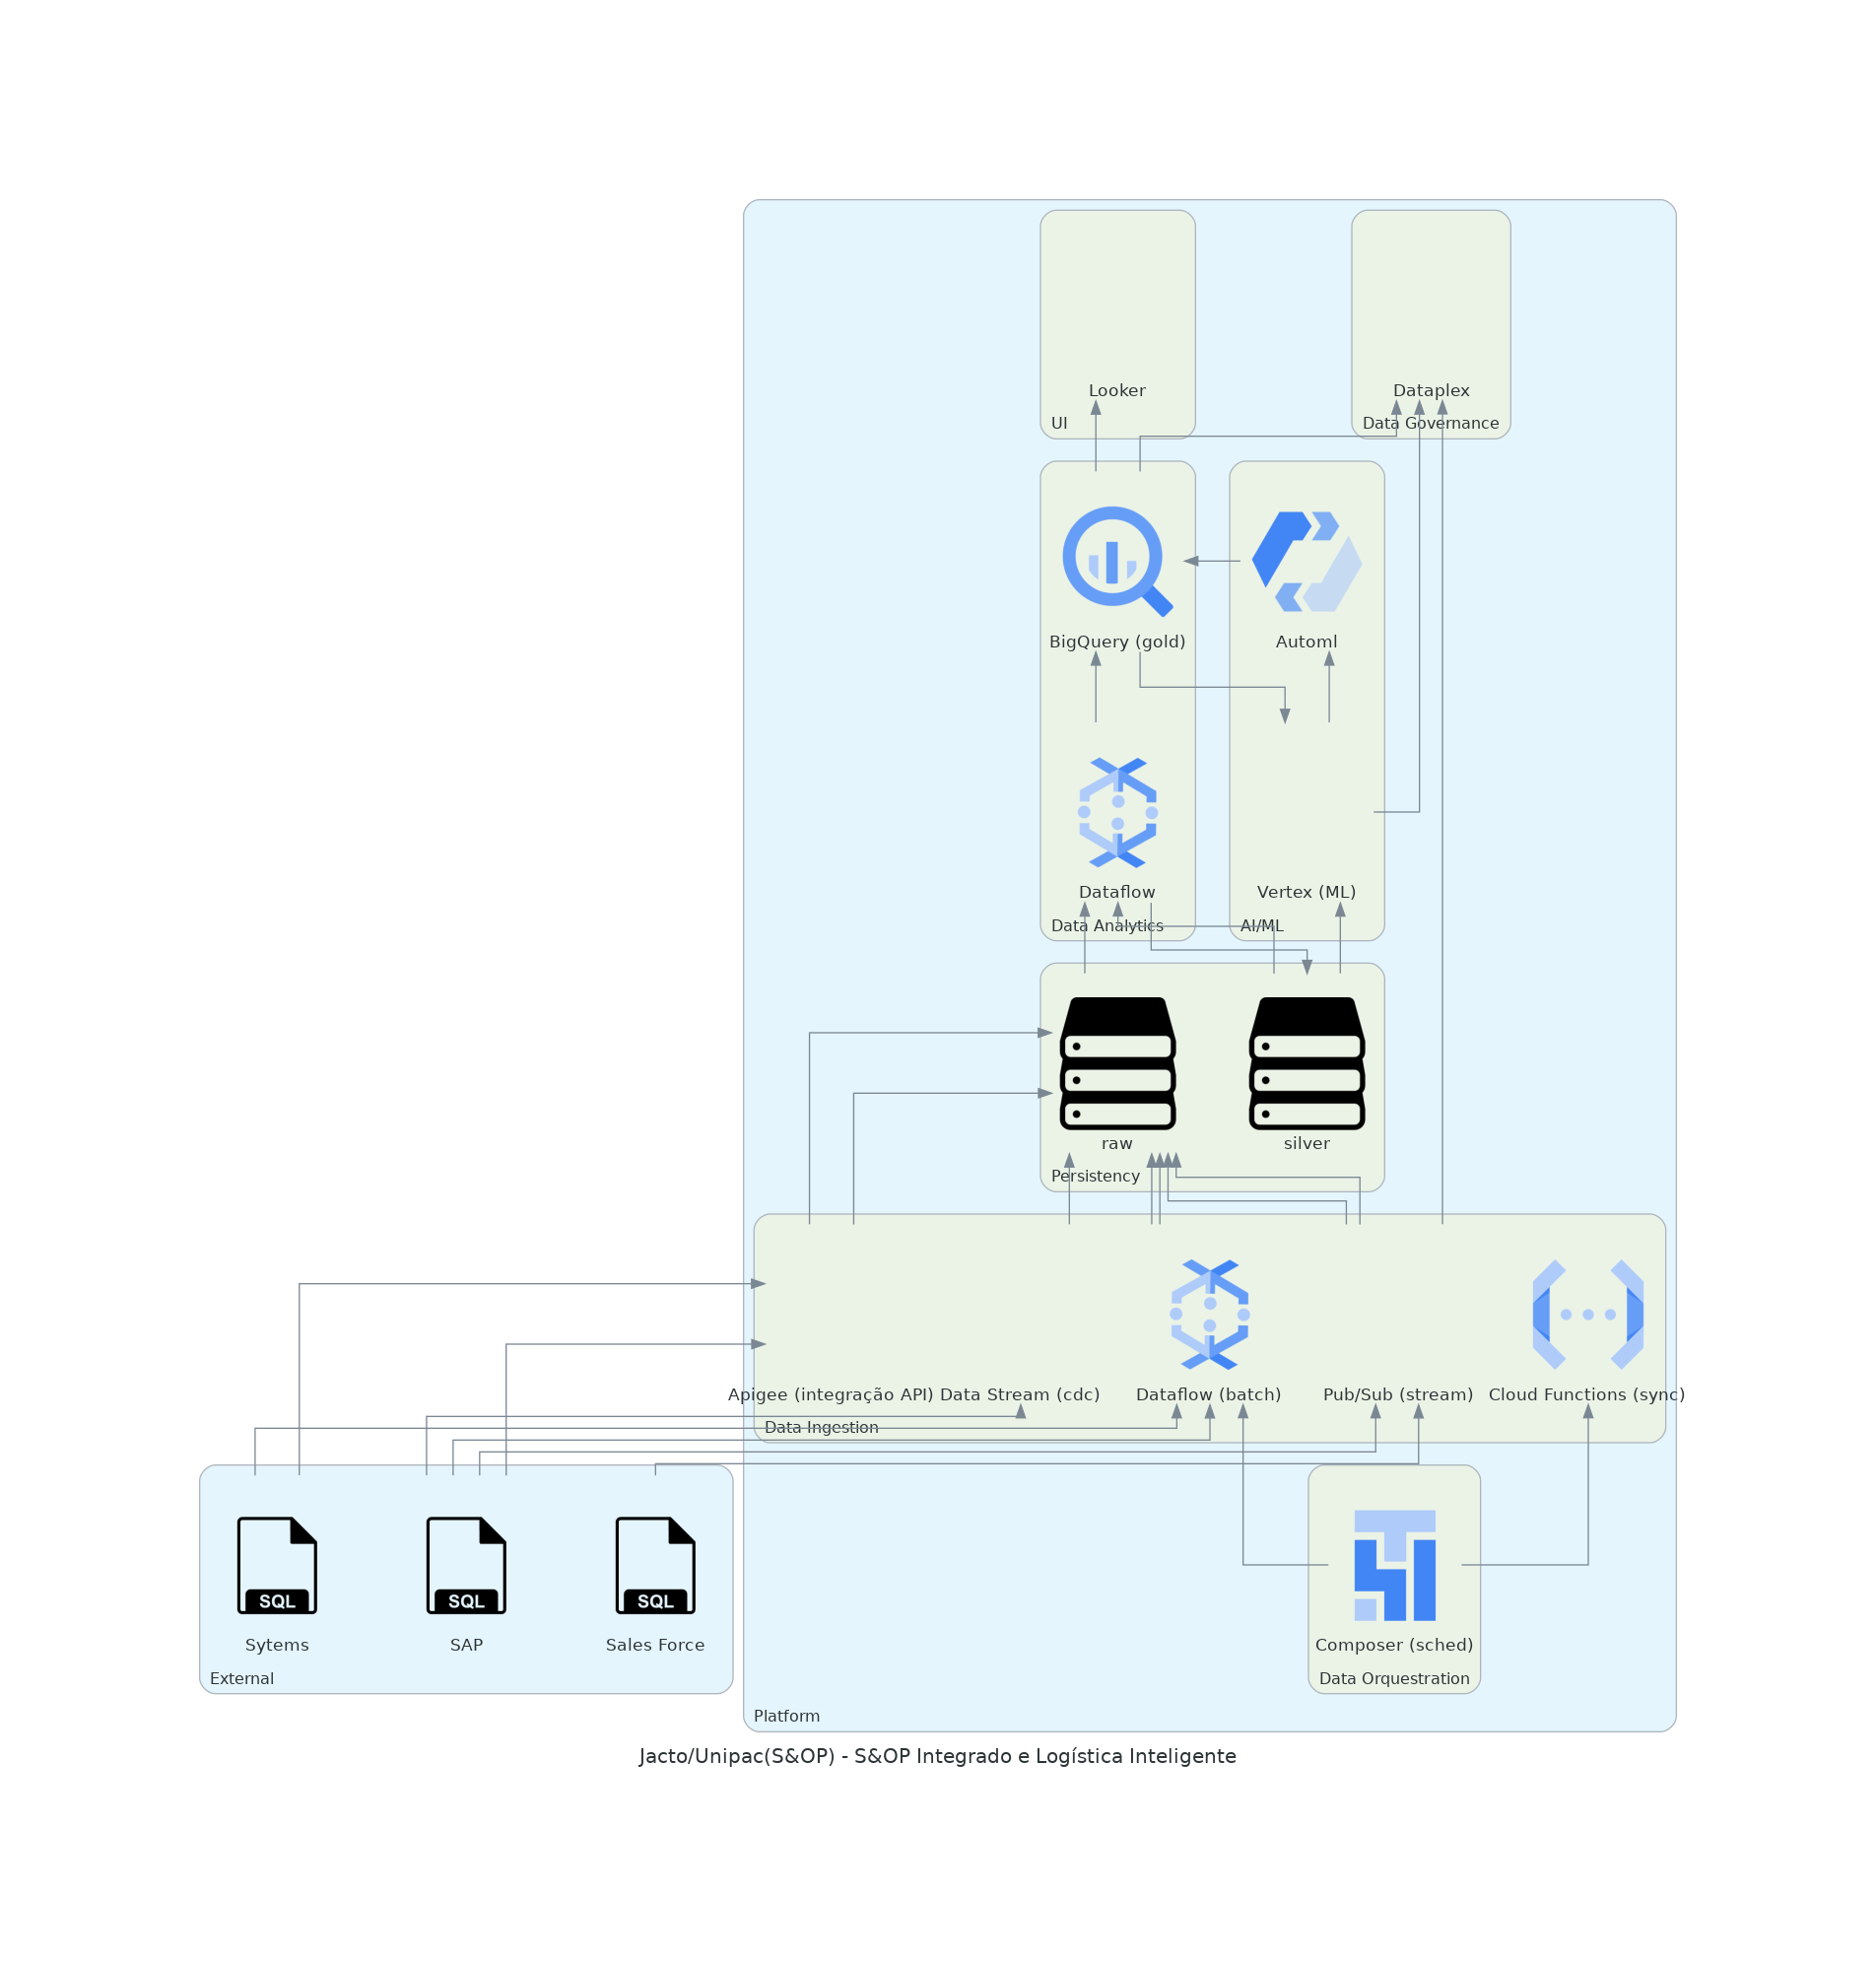 Looker
Dataplex
UI
Data Governance
BigQuery (gold)
Automl
Dataflow
Vertex (ML)
Data Analytics
AI/ML
raw
silver
Persistency
Apigee (integração API)
Data Stream (cdc)
Dataflow (batch)
Pub/Sub (stream)
Cloud Functions (sync)
Data Ingestion
SQL
SQL
SQL
Sytems
SAP
Sales Force
Composer (sched)
External
Data Orquestration
Platform
Jacto/Unipac(S&OP) - S&OP Integrado e Logística Inteligente